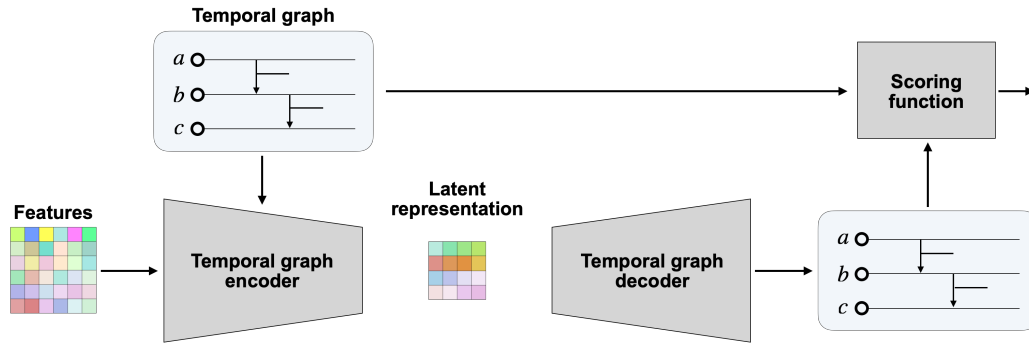 Temporal graph
a
b
c
Scoring
function
Features
Latent
representation
Temporal graph
encoder
Temporal graph
decoder
a
b
c